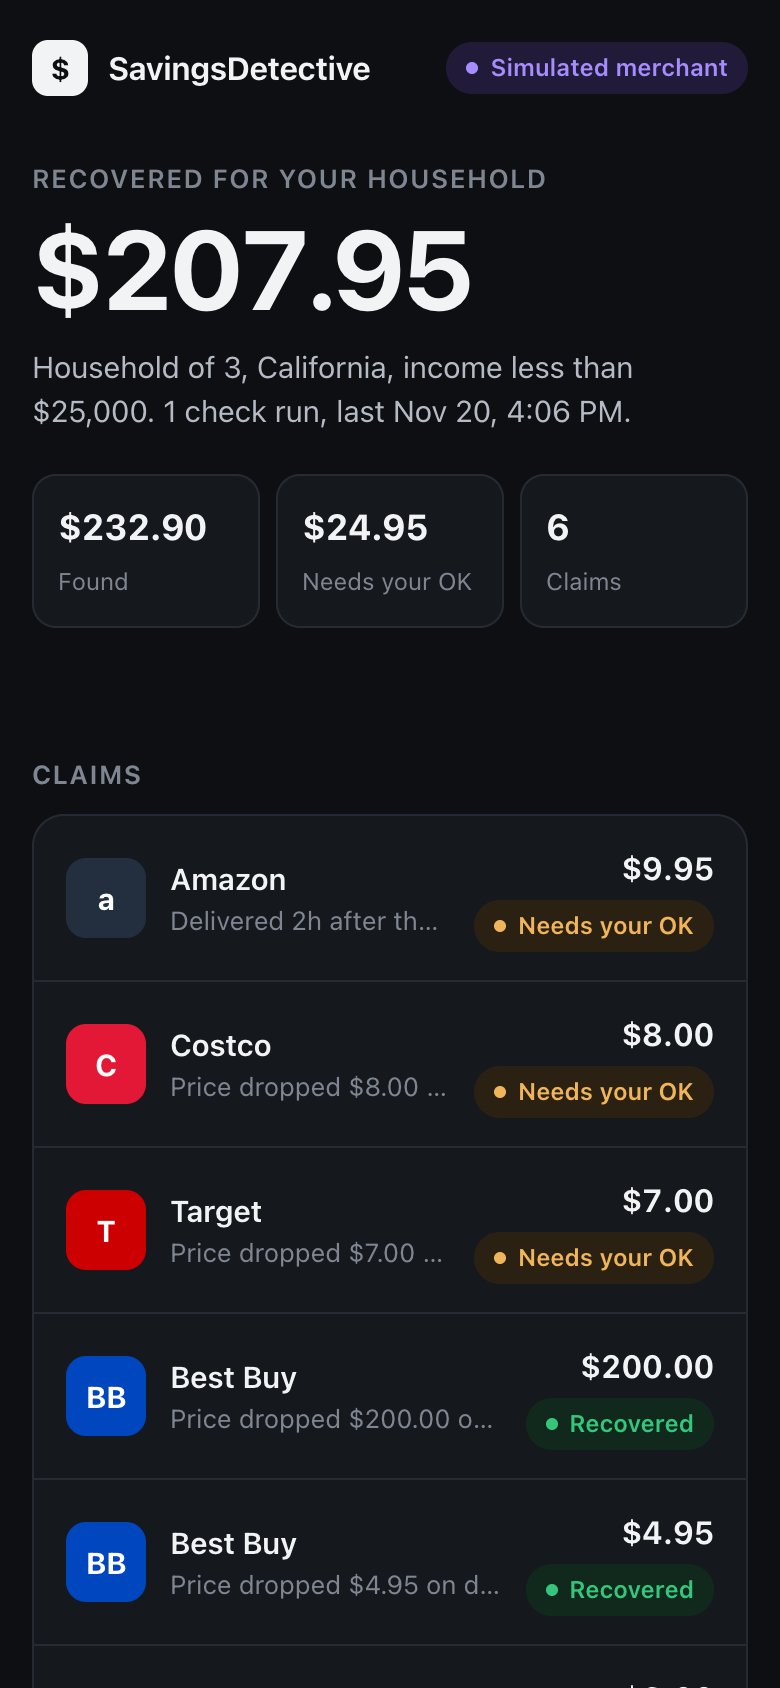 $ SavingsDetective
Simulated merchant
RECOVERED FOR YOUR HOUSEHOLD
$207.95
Household of 3, California, income less than
$25,000. 1 check run, last Nov 20, 4:06 PM.
$232.90
Found
$24.95
Needs your OK
6
Claims
CLAIMS
a
Amazon
Delivered 2h after th...
$9.95
Needs your OK
C
Costco
Price dropped $8.00 ...
$8.00
Needs your OK
T
Target
Price dropped $7.00 ...
$7.00
Needs your OK
BB
Best Buy
Price dropped $200.00 o...
$200.00
Recovered
BB
Best Buy
Price dropped $4.95 on d...
$4.95
Recovered